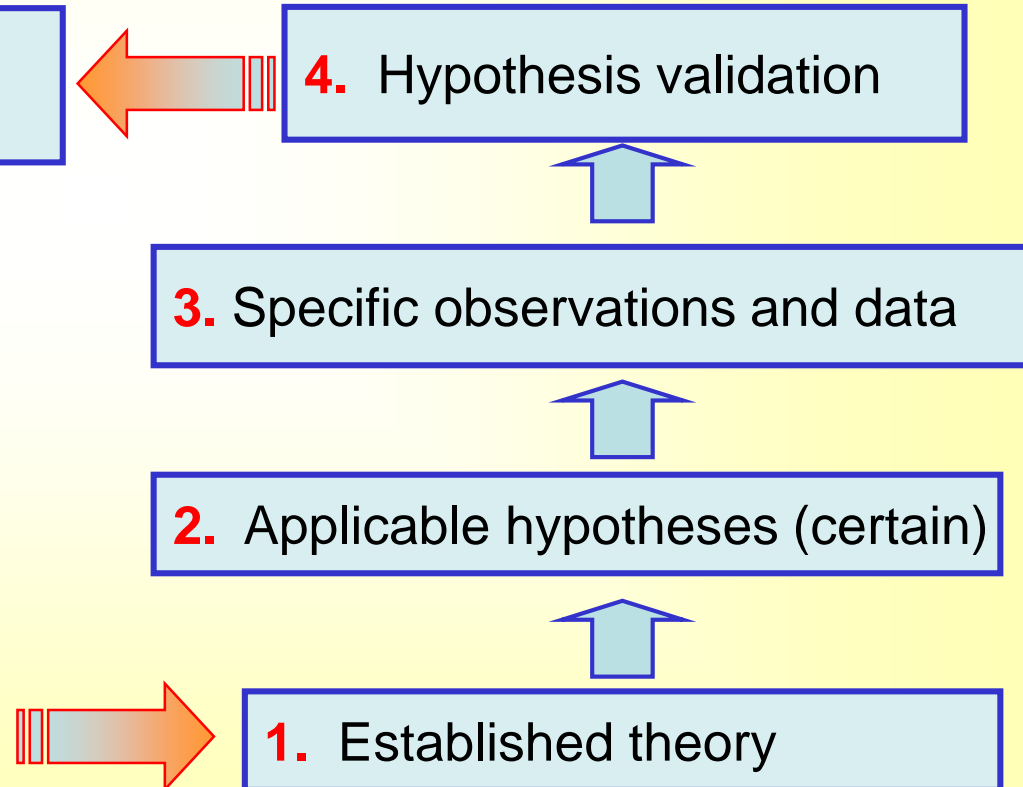 4. Hypothesis validation
3. Specific observations and data
2. Applicable hypotheses (certain)
1. Established theory